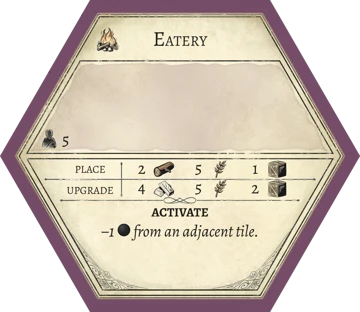 Eatery
5
PLACE 2 5 1
UPGRADE 4 5 2
ACTIVATE
–1 from an adjacent tile.